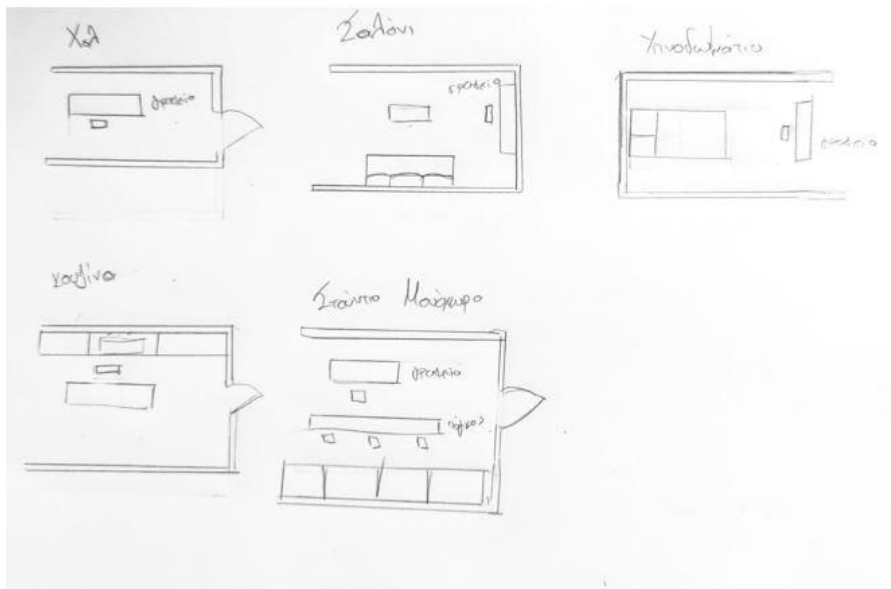 Χολ
Σαλόνι
Υπνοδωμάτιο
γραφείο
γραφείο
γραφείο
κουζίνα
Στούντιο
γραφείο
πάγκος